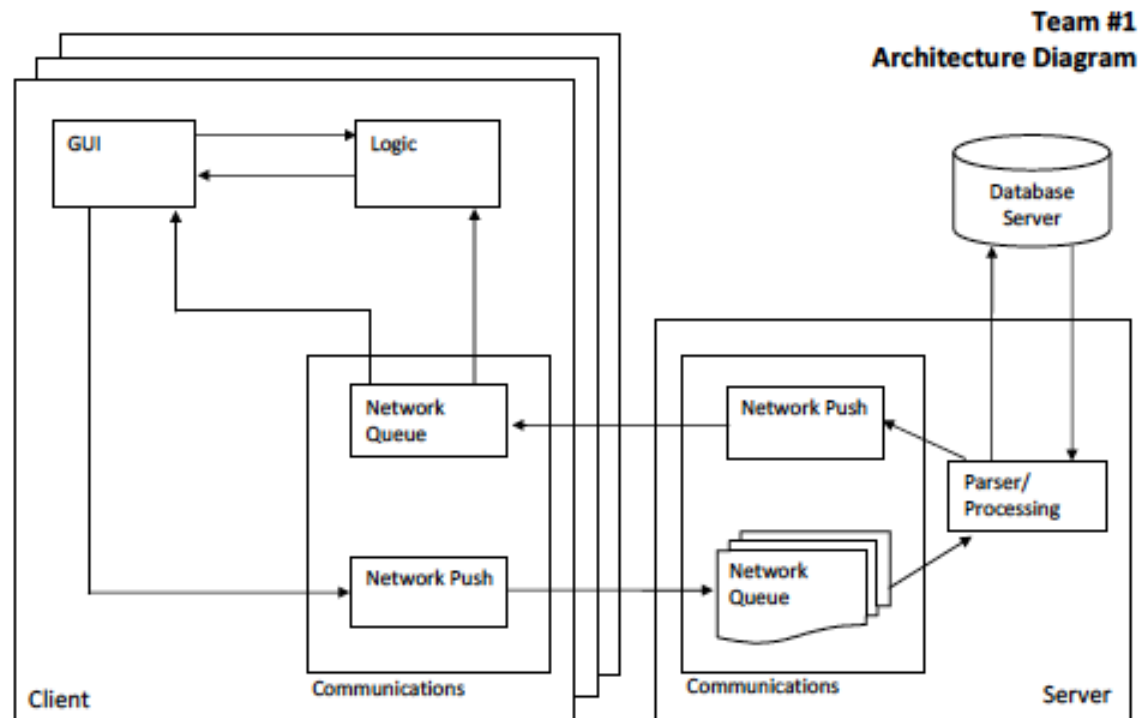 Team #1
Architecture Diagram
GUI
Logic
Database
Server
Network
Queue
Network Push
Parser/
Processing
Network Push
Network
Queue
Communications
Communications
Client
Server